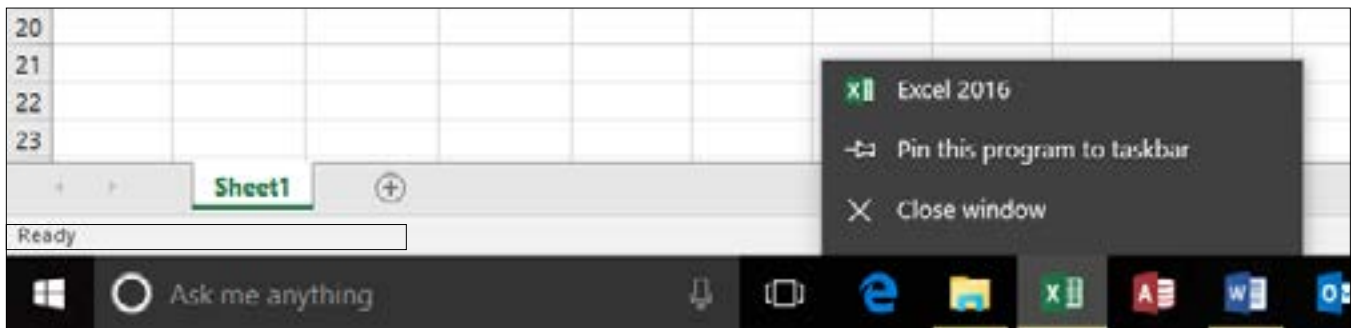 20
21
22
23
Excel 2016
Pin this program to taskbar
Close window
Sheet1
Ready
Ask me anything